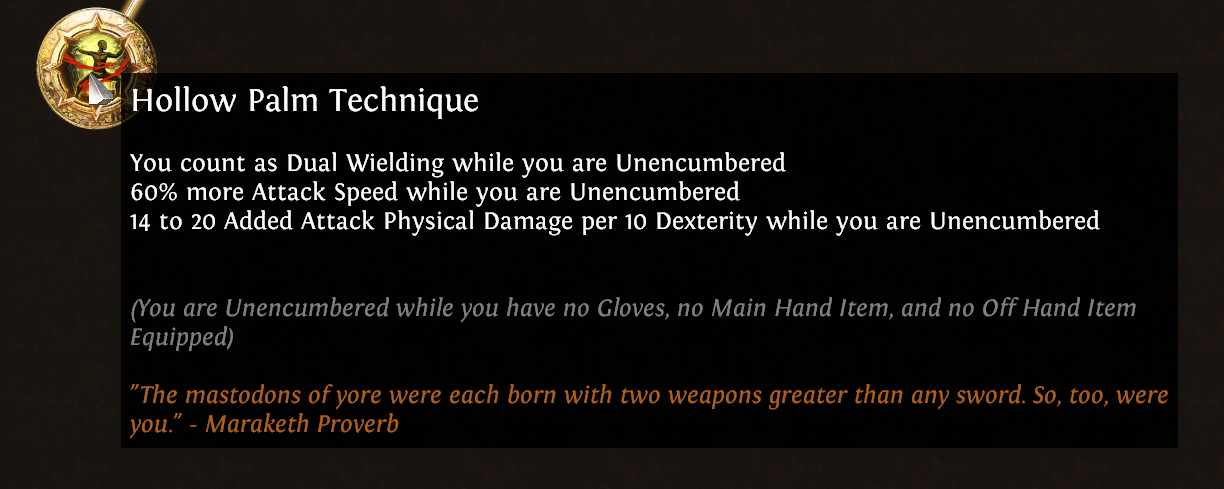 Hollow Palm Technique
You count as Dual Wielding while you are Unencumbered
60% more Attack Speed while you are Unencumbered
14 to 20 Added Attack Physical Damage per 10 Dexterity while you are Unencumbered
(You are Unencumbered while you have no Gloves, no Main Hand Item, and no Off Hand Item
Equipped)
"The mastodons of yore were each born with two weapons greater than any sword. So, too, were
you." - Maraketh Proverb